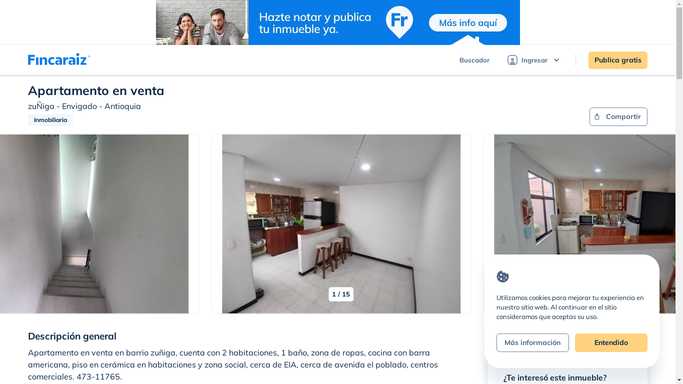 Hazte notar y publica
tu inmueble ya.
Fr
Más info aquí
Fincaraiz
Buscador
Ingresar
Publica gratis
Apartamento en venta
zuÑiga - Envigado - Antioquia
Inmobiliaria
Compartir
1 / 15
Utilizamos cookies para mejorar tu experiencia en
nuestro sitio web. Al continuar en el sitio
consideramos que aceptas su uso.
Más información
Entendido
Descripción general
Apartamento en venta en barrio zuñiga, cuenta con 2 habitaciones, 1 baño, zona de ropas, cocina con barra
americana, piso en cerámica en habitaciones y zona social, cerca de EIA, cerca de avenida el poblado, centros
comerciales. 473-11765.
¿Te interesó este inmueble?